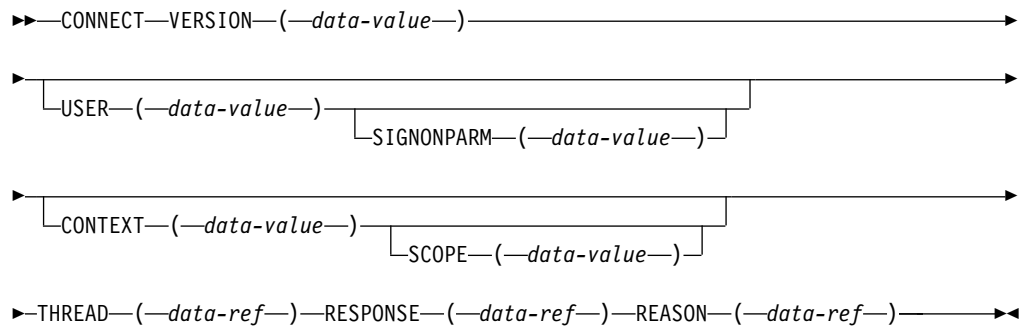 CONNECT VERSION (data-value)
USER (data-value)
SIGNONPARM (data-value)
CONTEXT (data-value)
SCOPE (data-value)
THREAD (data-ref) RESPONSE (data-ref) REASON (data-ref)